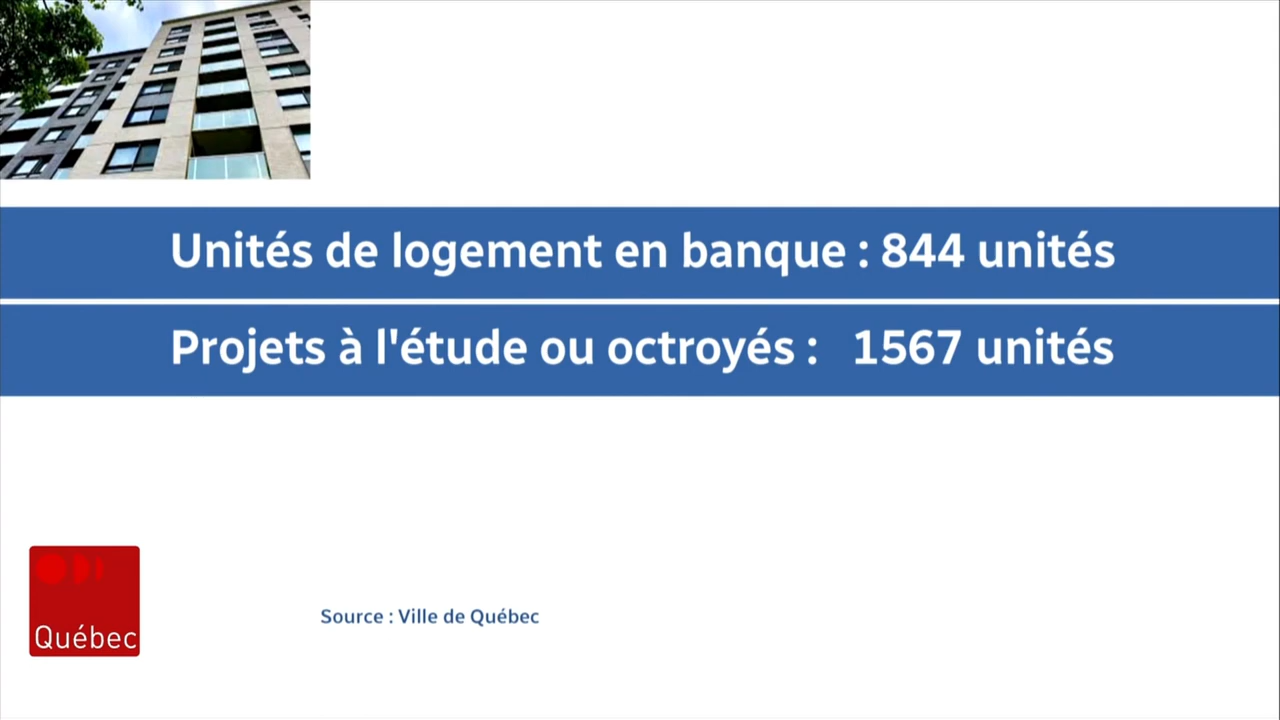 Unités de logement en banque : 844 unités
Projets à l'étude ou octroyés : 1567 unités
Source : Ville de Québec
Québec